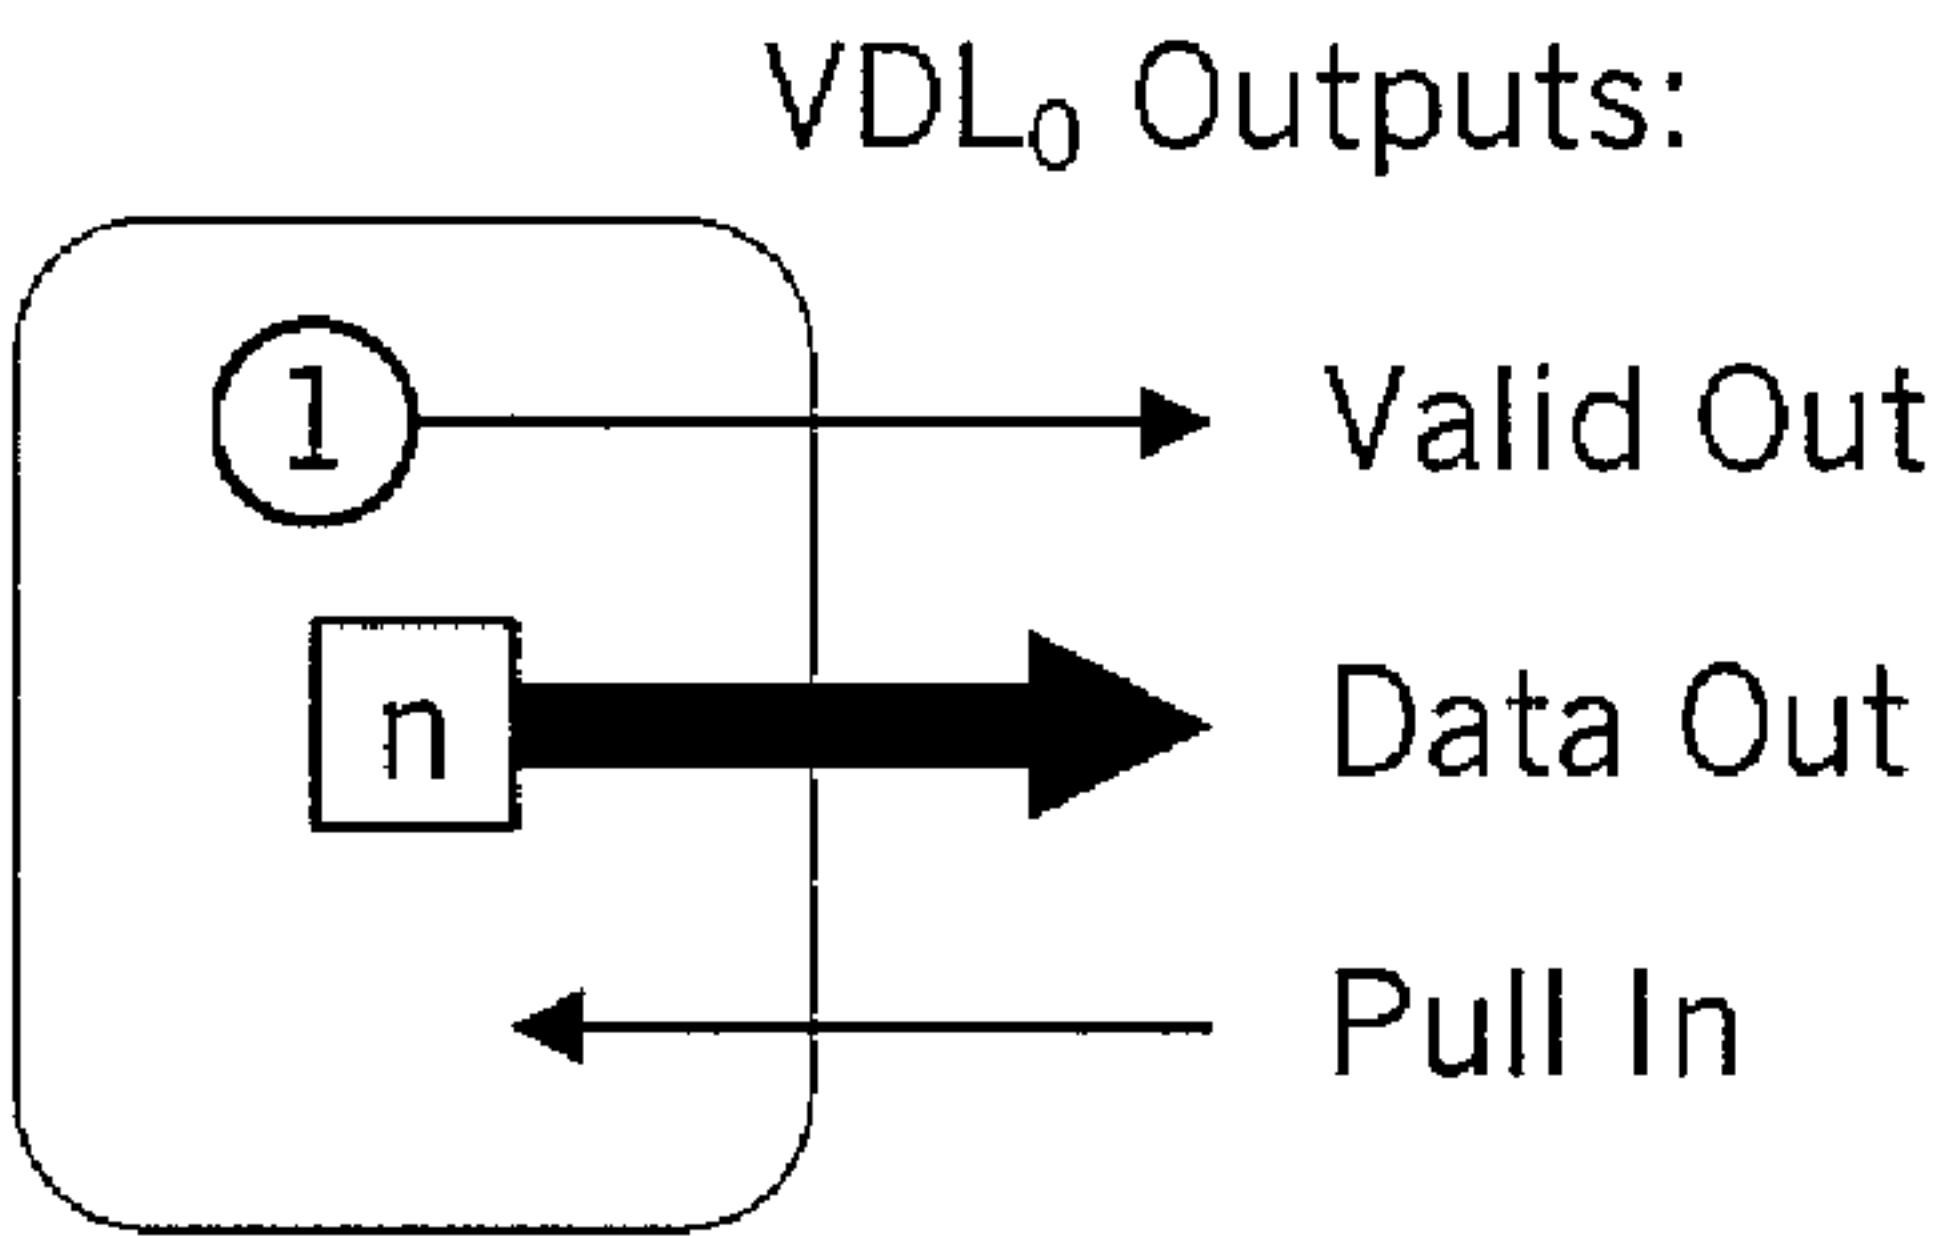 VDL₀ Outputs:
1
Valid Out
n
Data Out
Pull In